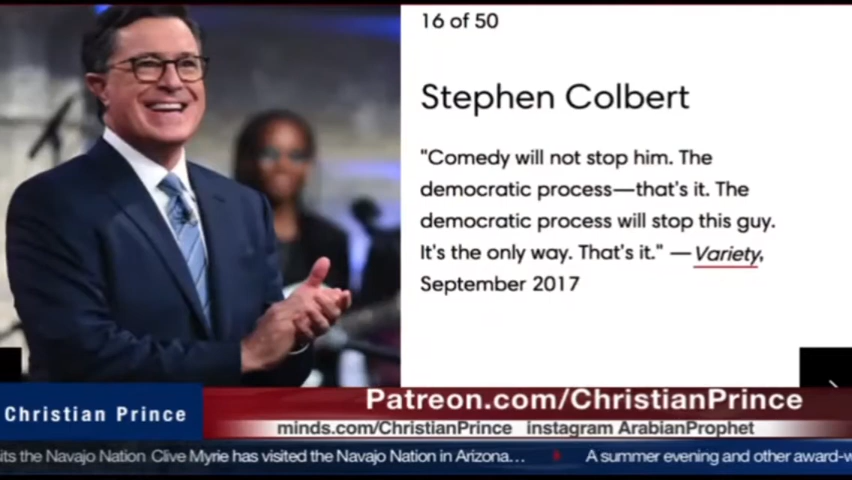 16 of 50
Stephen Colbert
"Comedy will not stop him. The
democratic process—that's it. The
democratic process will stop this guy.
It's the only way. That's it." — Variety,
September 2017
Patreon.com/ChristianPrince
Christian Prince
minds.com/ChristianPrince instagram ArabianProphet
its the Navajo Nation Clive Myrie has visited the Navajo Nation in Arizona... A summer evening and other award-w